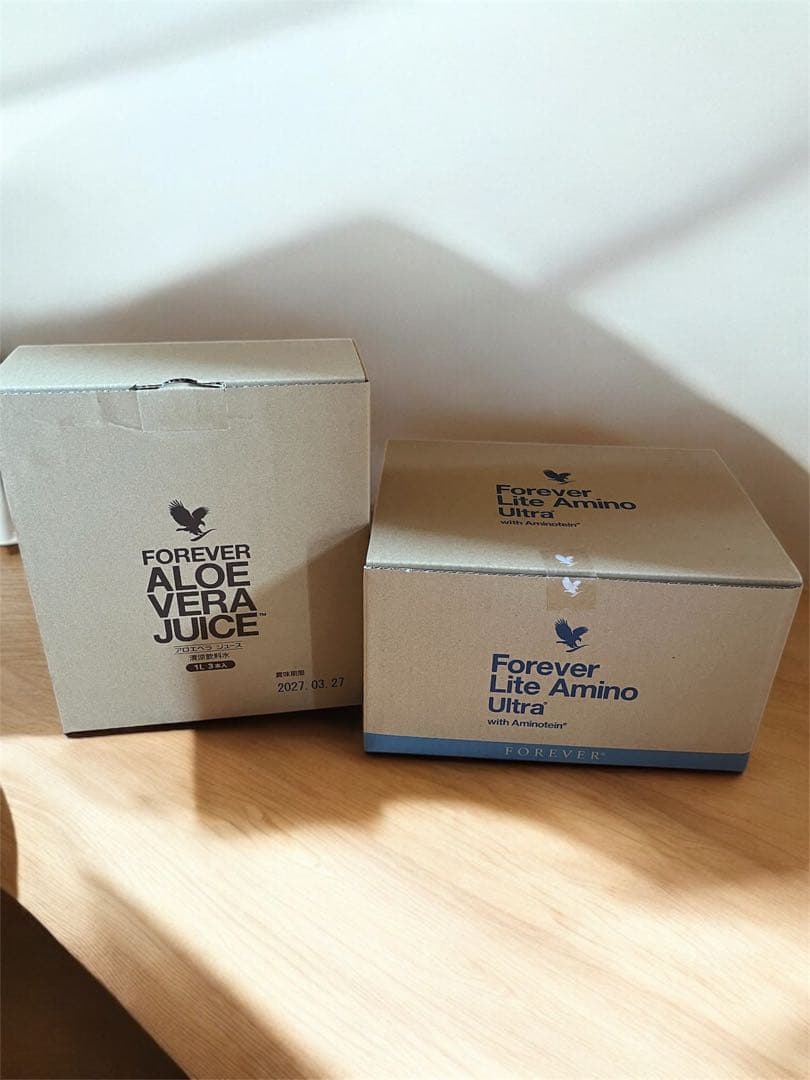 FOREVER
ALOE
VERA
JUICE™
アロエベラ ジュース
清涼飲料水
1L 3本入
賞味期限
2027.03.27
Forever
Lite Amino
Ultra®
with Aminotein®
Forever
Lite Amino
Ultra®
with Aminotein®
FOREVER®